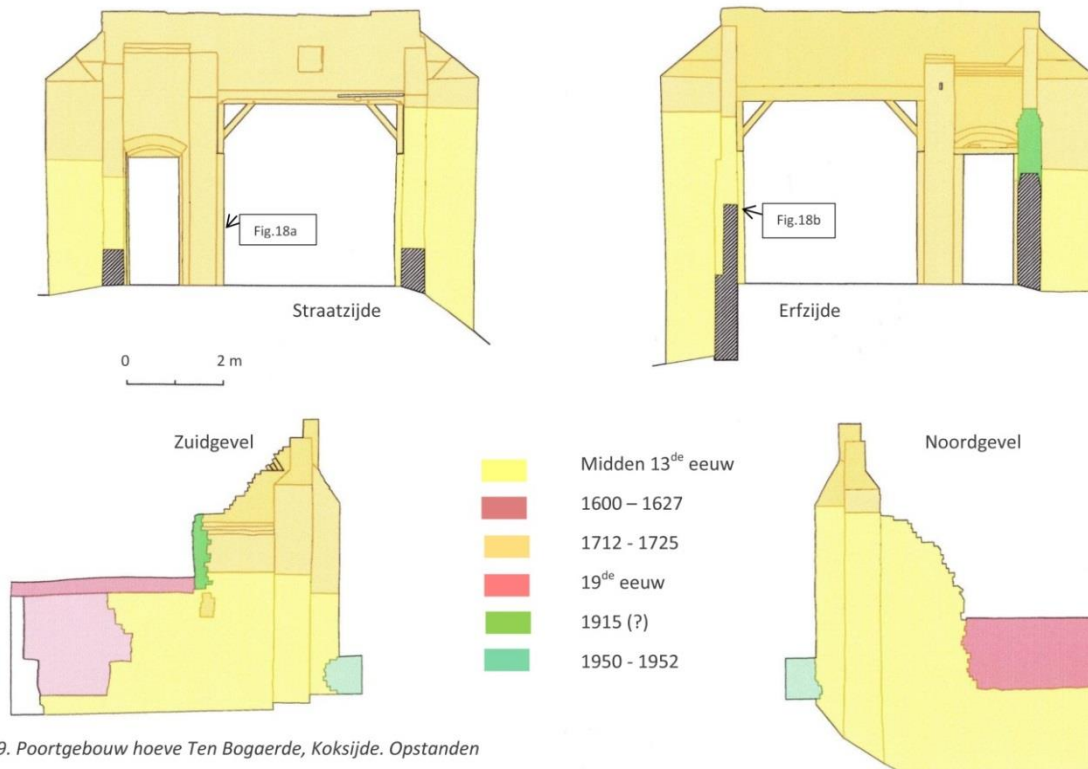 Fig.18a
Fig.18b
Straatzijde
Erfzijde
0 2 m
Zuidgevel
Noordgevel
Midden 13de eeuw
1600 – 1627
1712 - 1725
19de eeuw
1915 (?)
1950 - 1952
9. Poortgebouw hoeve Ten Bogaerde, Koksijde. Opstanden